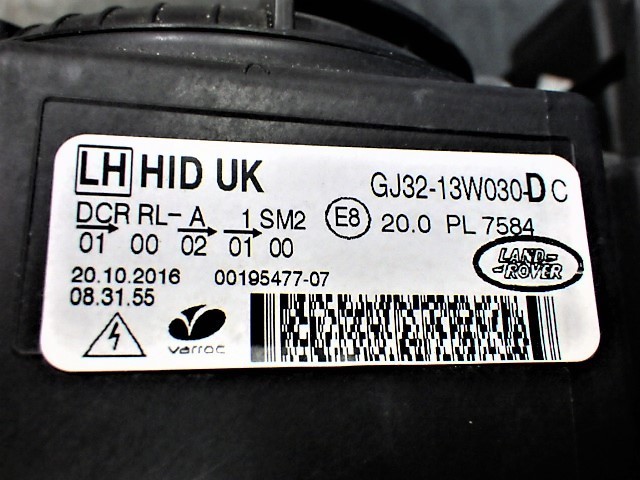 LH HID UK
GJ32-13W030-D C
DCR RL- A 1 SM2
01 00 02 01 00
E8 20.0 PL 7584
LAND-
-ROVER
20.10.2016 00195477-07
08.31.55
varroc